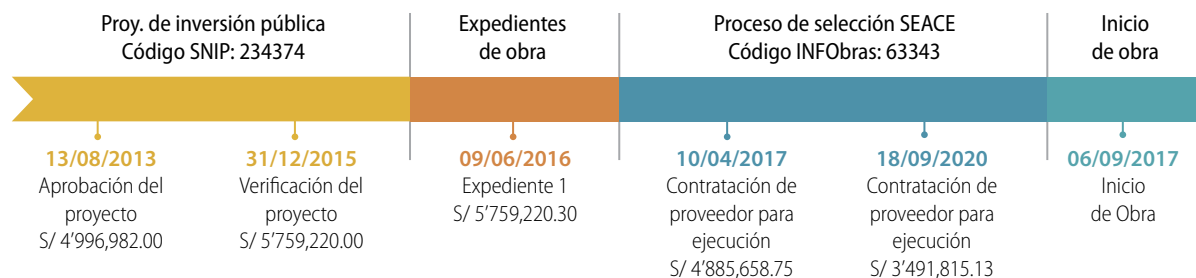 Proy. de inversión pública
Código SNIP: 234374
Expedientes
de obra
Proceso de selección SEACE
Código INFObras: 63343
Inicio
de obra
13/08/2013
Aprobación del
proyecto
S/ 4’996,982.00
31/12/2015
Verificación del
proyecto
S/ 5’759,220.00
09/06/2016
Expediente 1
S/ 5’759,220.30
10/04/2017
Contratación de
proveedor para
ejecución
S/ 4’885,658.75
18/09/2020
Contratación de
proveedor para
ejecución
S/ 3’491,815.13
06/09/2017
Inicio
de Obra